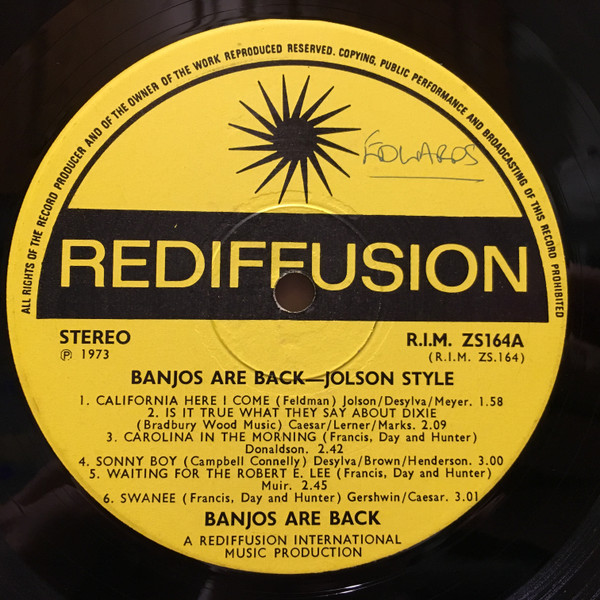 ALL RIGHTS OF THE RECORD PRODUCER AND OF THE OWNER OF THE WORK REPRODUCED RESERVED. COPYING, PUBLIC PERFORMANCE AND BROADCASTING OF THIS RECORD PROHIBITED
EDWARDS
REDIFFUSION
STEREO
R.I.M. ZS164A
℗ 1973
(R.I.M. ZS.164)
BANJOS ARE BACK—JOLSON STYLE
1. CALIFORNIA HERE I COME (Feldman) Jolson/Desylva/Meyer. 1.58
2. IS IT TRUE WHAT THEY SAY ABOUT DIXIE
(Bradbury Wood Music) Caesar/Lerner/Marks. 2.09
3. CAROLINA IN THE MORNING (Francis, Day and Hunter)
Donaldson. 2.42
4. SONNY BOY (Campbell Connelly) Desylva/Brown/Henderson. 3.00
5. WAITING FOR THE ROBERT E. LEE (Francis, Day and Hunter)
Muir. 2.45
6. SWANEE (Francis, Day and Hunter) Gershwin/Caesar. 3.01
BANJOS ARE BACK
A REDIFFUSION INTERNATIONAL
MUSIC PRODUCTION